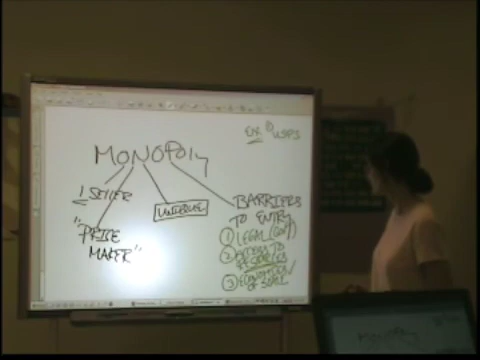 Ex: USPS
MONOPOLY
1 SELLER
"PRICE
MAKER"
BARRIERS
TO ENTRY
1 LEGAL (GOV)
2 ACCESS TO
RESOURCES
3 ECONOMIES
OF SCALE